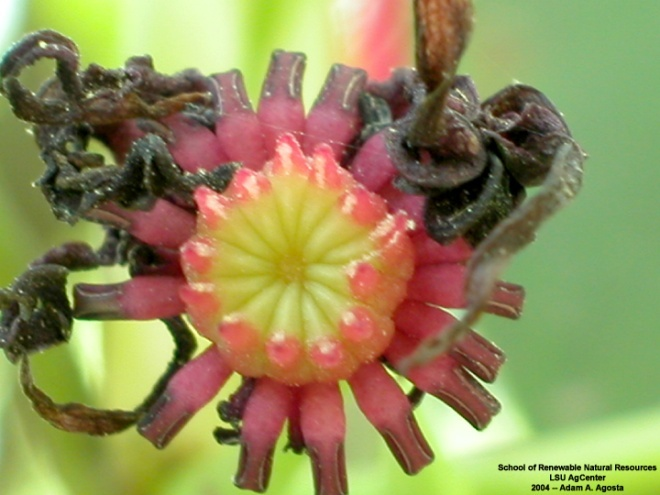 School of Renewable Natural Resources
LSU AgCenter
2004 -- Adam A. Agosta